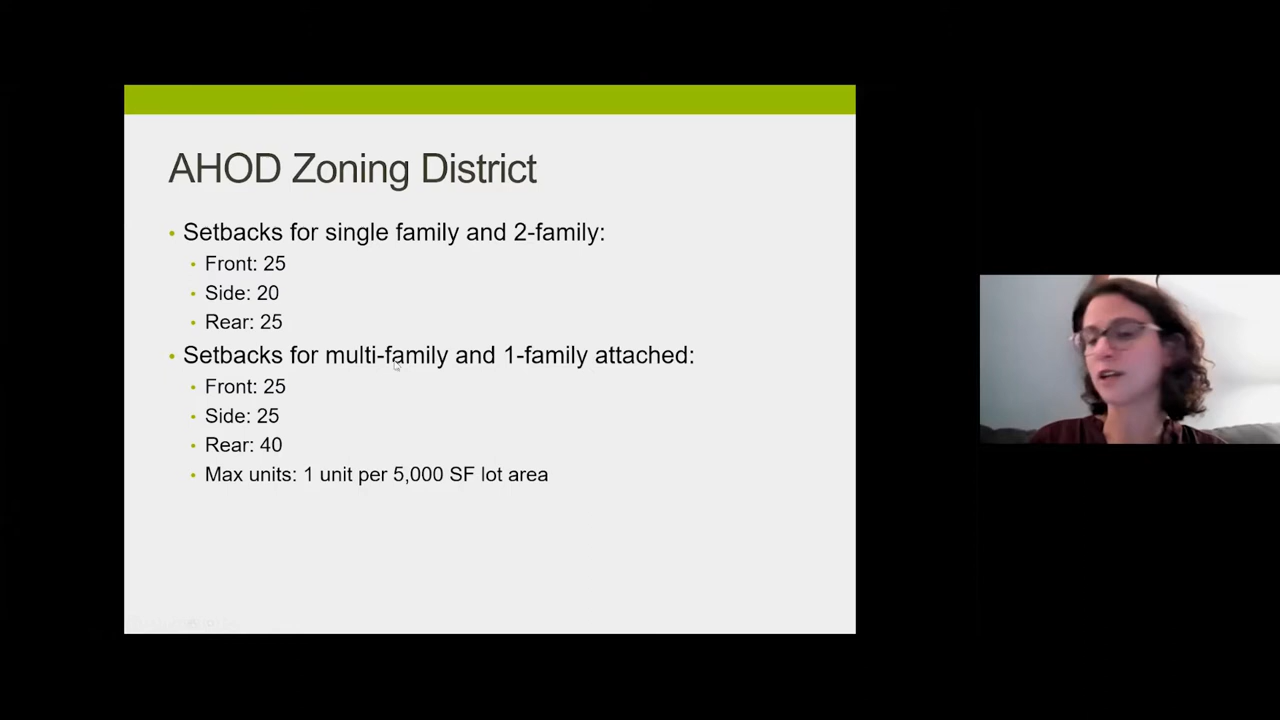 AHOD Zoning District
• Setbacks for single family and 2-family:
• Front: 25
• Side: 20
• Rear: 25
• Setbacks for multi-family and 1-family attached:
• Front: 25
• Side: 25
• Rear: 40
• Max units: 1 unit per 5,000 SF lot area